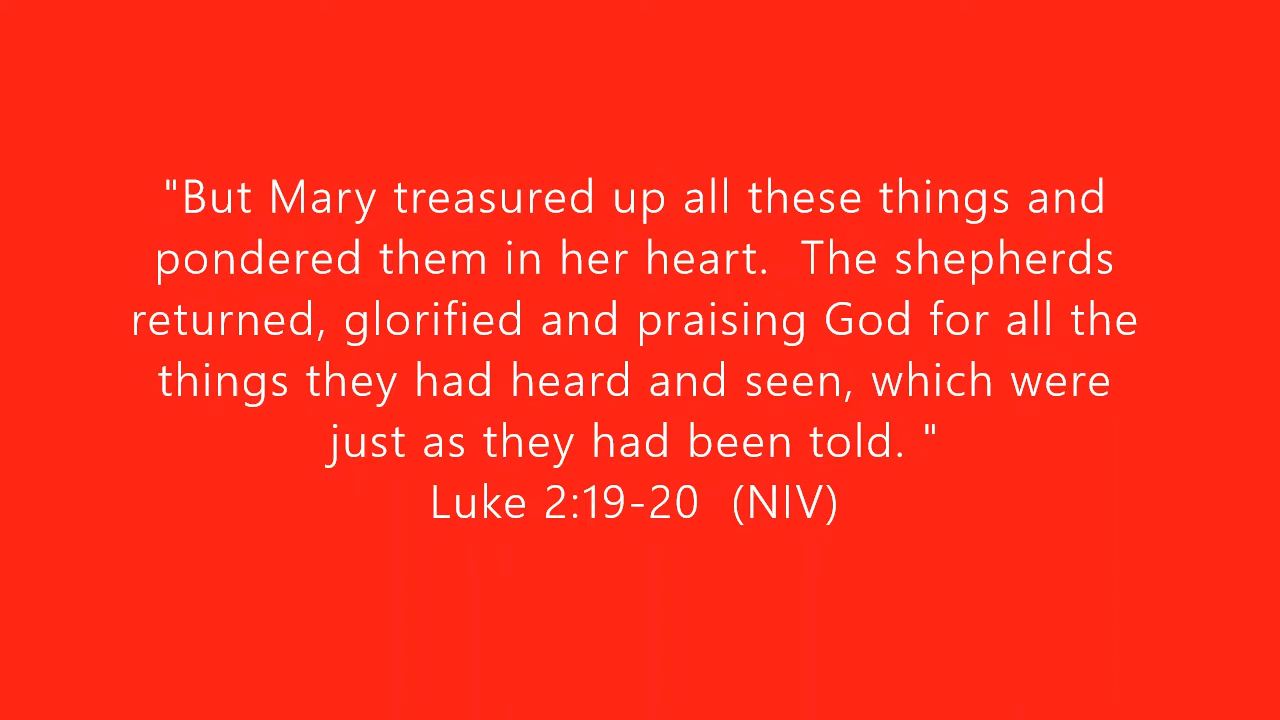 "But Mary treasured up all these things and
pondered them in her heart.  The shepherds
returned, glorified and praising God for all the
things they had heard and seen, which were
just as they had been told. "
Luke 2:19-20  (NIV)